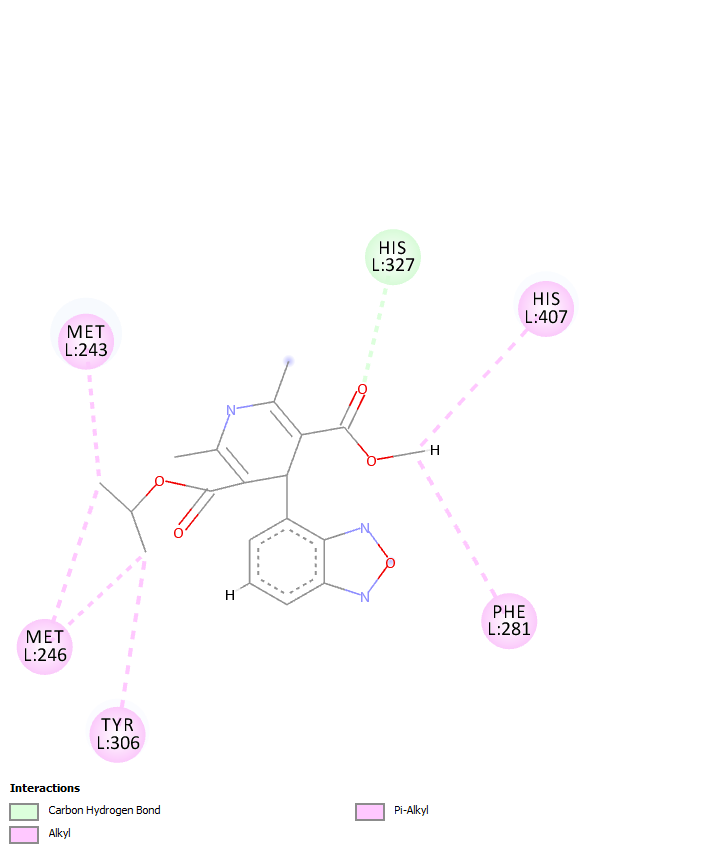 HIS
L:327
HIS
L:407
MET
L:243
O
N
H
O
O
O
N
O
H
N
PHE
L:281
MET
L:246
TYR
L:306
Interactions
Carbon Hydrogen Bond
Pi-Alkyl
Alkyl